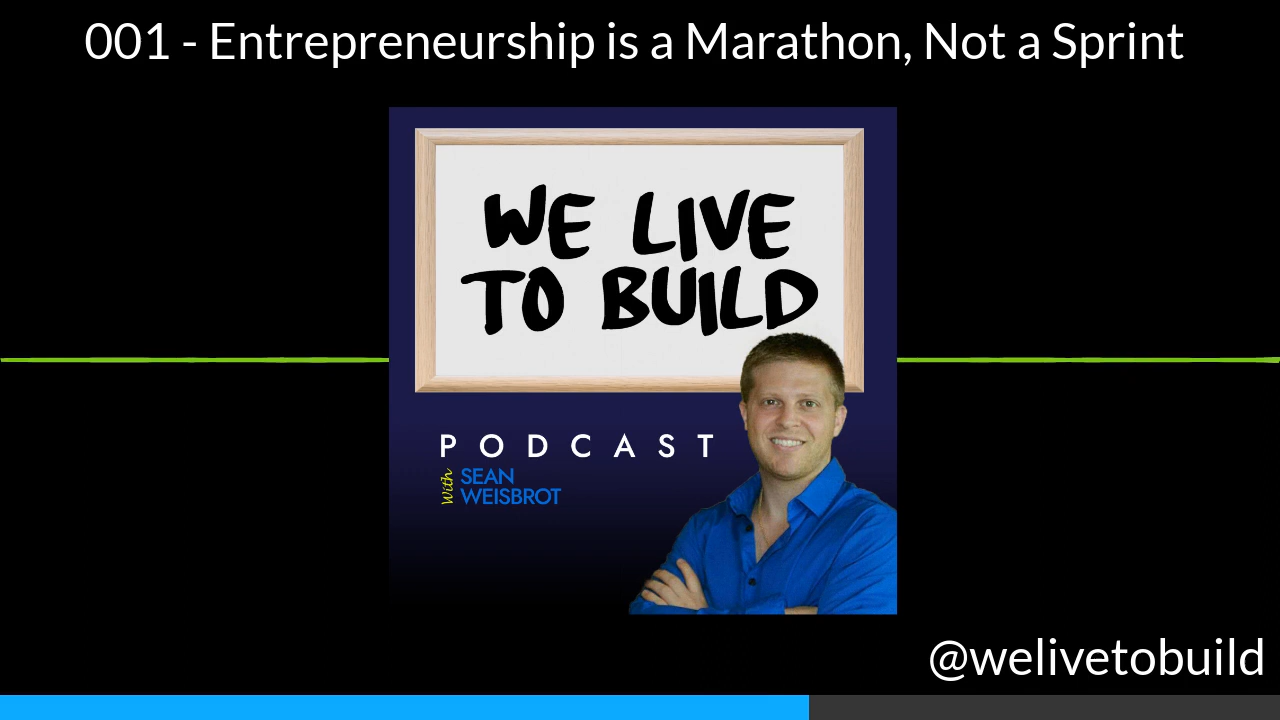 001 - Entrepreneurship is a Marathon, Not a Sprint
WE LIVE
TO BUILD
PODCAST
With
SEAN
WEISBROT
@welivetobuild